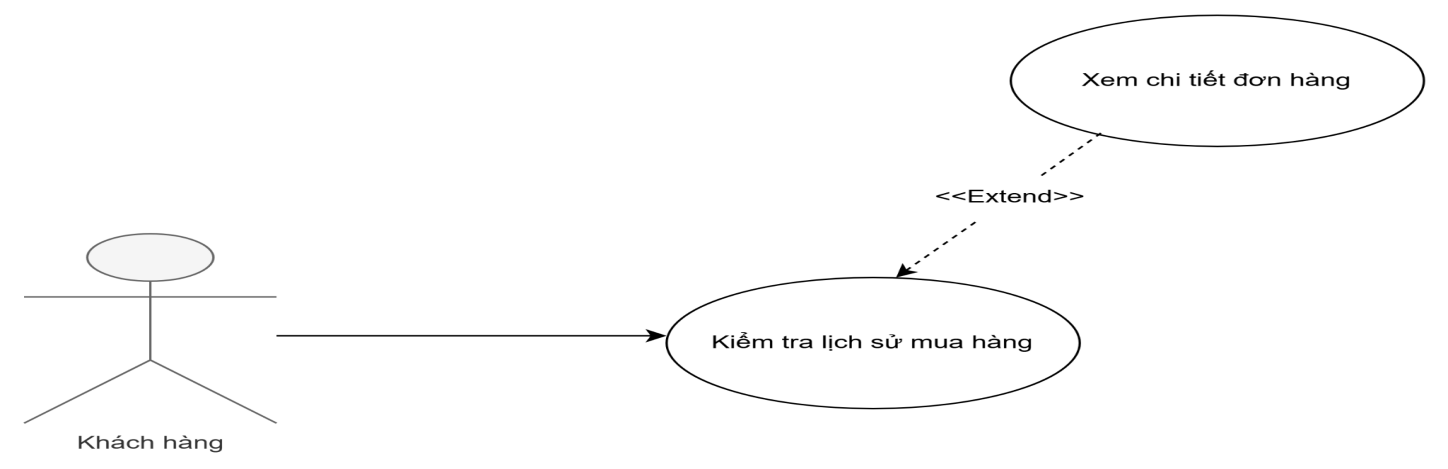 Xem chi tiết đơn hàng
<<Extend>>
Kiểm tra lịch sử mua hàng
Khách hàng